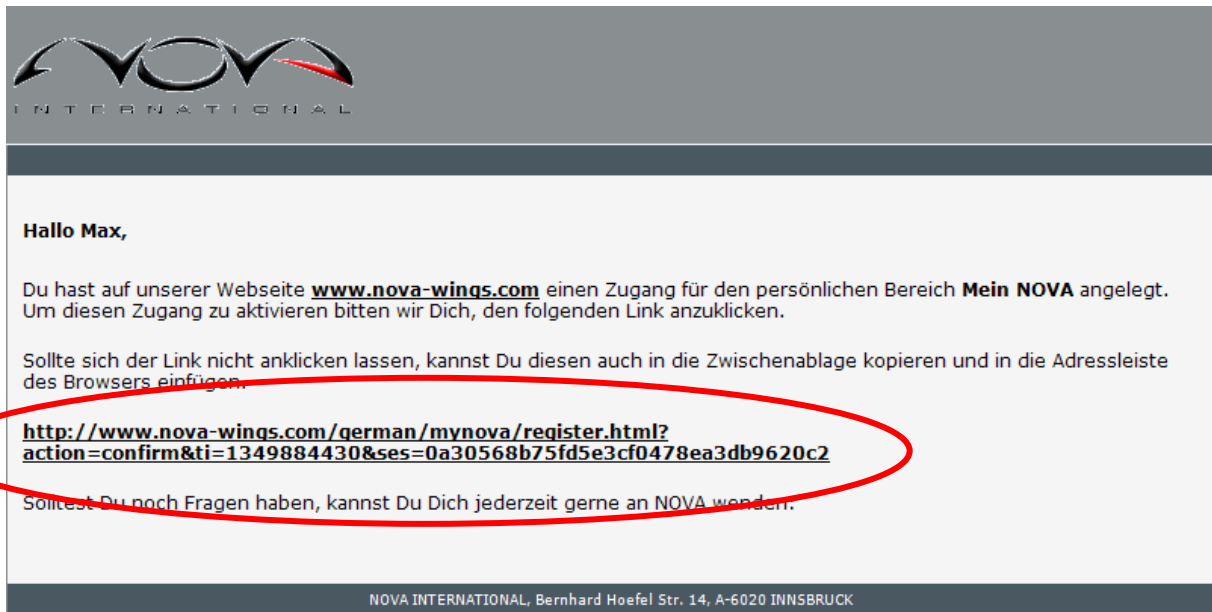 NOVA
INTERNATIONAL
Hallo Max,
Du hast auf unserer Webseite www.nova-wings.com einen Zugang für den persönlichen Bereich Mein NOVA angelegt.
Um diesen Zugang zu aktivieren bitten wir Dich, den folgenden Link anzuklicken.
Sollte sich der Link nicht anklicken lassen, kannst Du diesen auch in die Zwischenablage kopieren und in die Adressleiste
des Browsers einfügen.
http://www.nova-wings.com/german/mynova/register.html?
action=confirm&ti=1349884430&ses=0a30568b75fd5e3cf0478ea3db9620c2
Solltest Du noch Fragen haben, kannst Du Dich jederzeit gerne an NOVA wenden.
NOVA INTERNATIONAL, Bernhard Hoefel Str. 14, A-6020 INNSBRUCK